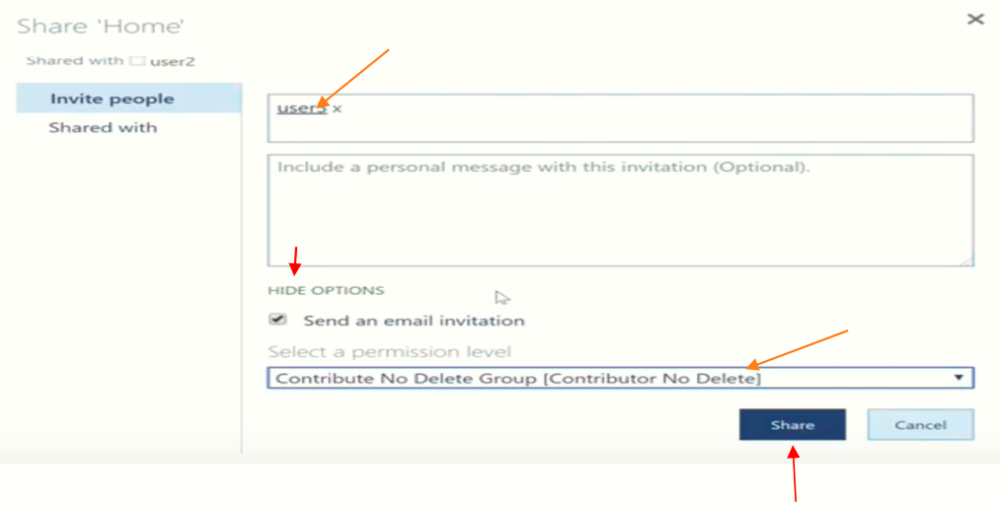 Share 'Home'
Shared with user2
Invite people
Shared with
user3 x
Include a personal message with this invitation (Optional).
HIDE OPTIONS
Send an email invitation
Select a permission level
Contribute No Delete Group [Contributor No Delete]
Share
Cancel